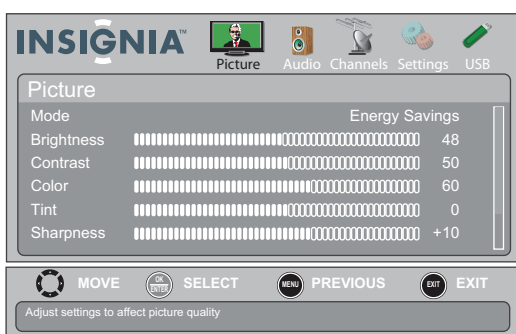 INSIGNIA™
Picture Audio Channels Settings USB
Picture
Mode Energy Savings
Brightness 48
Contrast 50
Color 60
Tint 0
Sharpness +10
MOVE OK ENTER SELECT MENU PREVIOUS EXIT EXIT
Adjust settings to affect picture quality